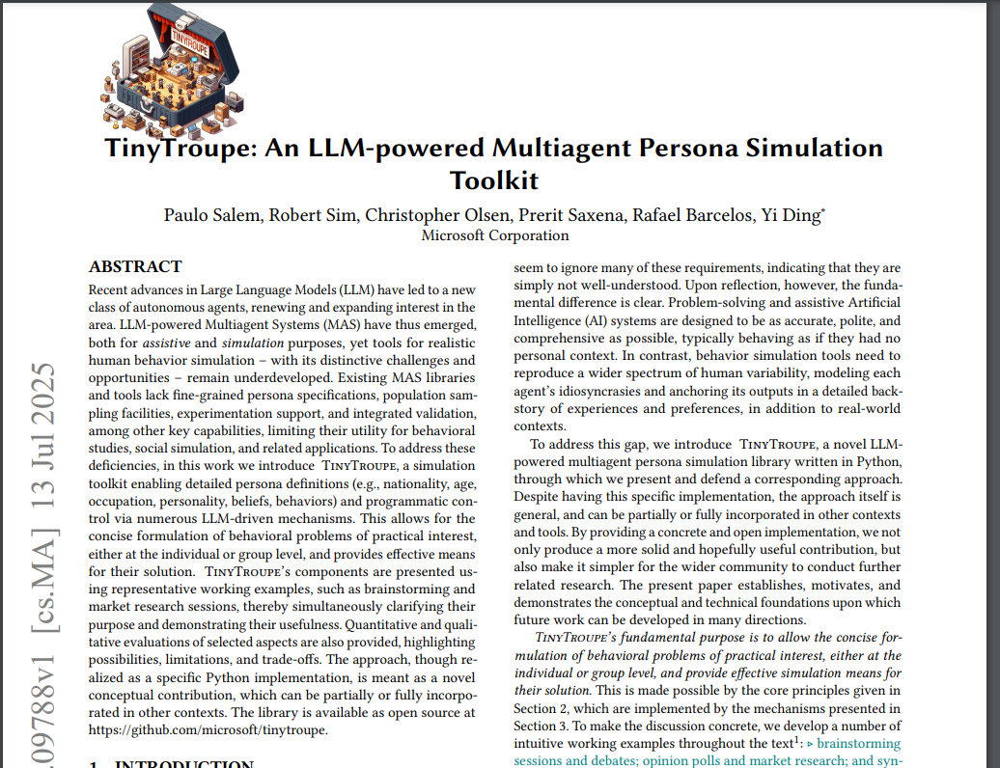 TINYTROUPE
TinyTroupe: An LLM-powered Multiagent Persona Simulation
Toolkit
Paulo Salem, Robert Sim, Christopher Olsen, Prerit Saxena, Rafael Barcelos, Yi Ding*
Microsoft Corporation
ABSTRACT
Recent advances in Large Language Models (LLM) have led to a new
class of autonomous agents, renewing and expanding interest in the
area. LLM-powered Multiagent Systems (MAS) have thus emerged,
both for assistive and simulation purposes, yet tools for realistic
human behavior simulation – with its distinctive challenges and
opportunities – remain underdeveloped. Existing MAS libraries
and tools lack fine-grained persona specifications, population sam-
pling facilities, experimentation support, and integrated validation,
among other key capabilities, limiting their utility for behavioral
studies, social simulation, and related applications. To address these
deficiencies, in this work we introduce TinyTroupe, a simulation
toolkit enabling detailed persona definitions (e.g., nationality, age,
occupation, personality, beliefs, behaviors) and programmatic con-
trol via numerous LLM-driven mechanisms. This allows for the
concise formulation of behavioral problems of practical interest,
either at the individual or group level, and provides effective means
for their solution. TinyTroupe's components are presented us-
ing representative working examples, such as brainstorming and
market research sessions, thereby simultaneously clarifying their
purpose and demonstrating their usefulness. Quantitative and quali-
tative evaluations of selected aspects are also provided, highlighting
possibilities, limitations, and trade-offs. The approach, though re-
alized as a specific Python implementation, is meant as a novel
conceptual contribution, which can be partially or fully incorpo-
rated in other contexts. The library is available as open source at
https://github.com/microsoft/tinytroupe.
1 INTRODUCTION
seem to ignore many of these requirements, indicating that they are
simply not well-understood. Upon reflection, however, the funda-
mental difference is clear. Problem-solving and assistive Artificial
Intelligence (AI) systems are designed to be as accurate, polite, and
comprehensive as possible, typically behaving as if they had no
personal context. In contrast, behavior simulation tools need to
reproduce a wider spectrum of human variability, modeling each
agent's idiosyncrasies and anchoring its outputs in a detailed back-
story of experiences and preferences, in addition to real-world
contexts.
To address this gap, we introduce TinyTroupe, a novel LLM-
powered multiagent persona simulation library written in Python,
through which we present and defend a corresponding approach.
Despite having this specific implementation, the approach itself is
general, and can be partially or fully incorporated in other contexts
and tools. By providing a concrete and open implementation, we not
only produce a more solid and hopefully useful contribution, but
also make it simpler for the wider community to conduct further
related research. The present paper establishes, motivates, and
demonstrates the conceptual and technical foundations upon which
future work can be developed in many directions.
TinyTroupe's fundamental purpose is to allow the concise for-
mulation of behavioral problems of practical interest, either at the
individual or group level, and provide effective simulation means for
their solution. This is made possible by the core principles given in
Section 2, which are implemented by the mechanisms presented in
Section 3. To make the discussion concrete, we develop a number of
intuitive working examples throughout the text1: ▹ brainstorming
sessions and debates; opinion polls and market research; and syn-
.09788v1 [cs.MA] 13 Jul 2025